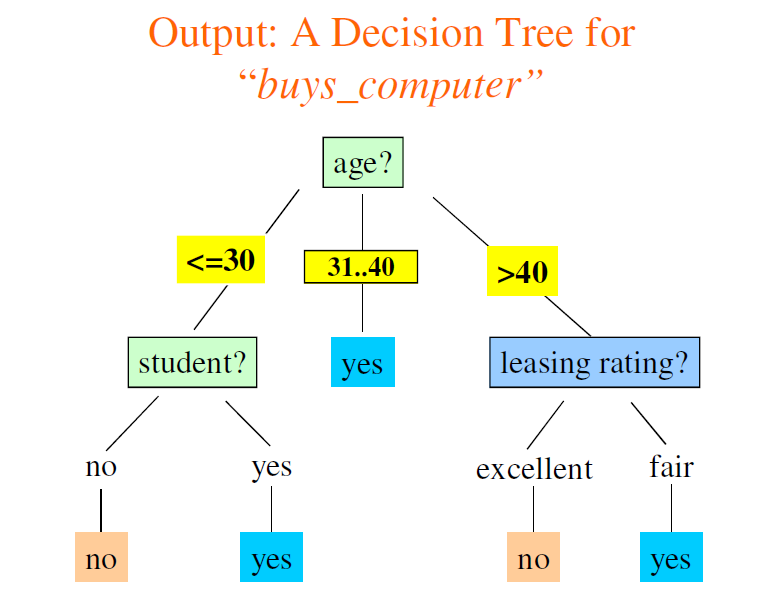 Output: A Decision Tree for
“buys_computer”
age?
<=30
31..40
>40
student?
yes
leasing rating?
no
yes
excellent
fair
no
yes
no
yes